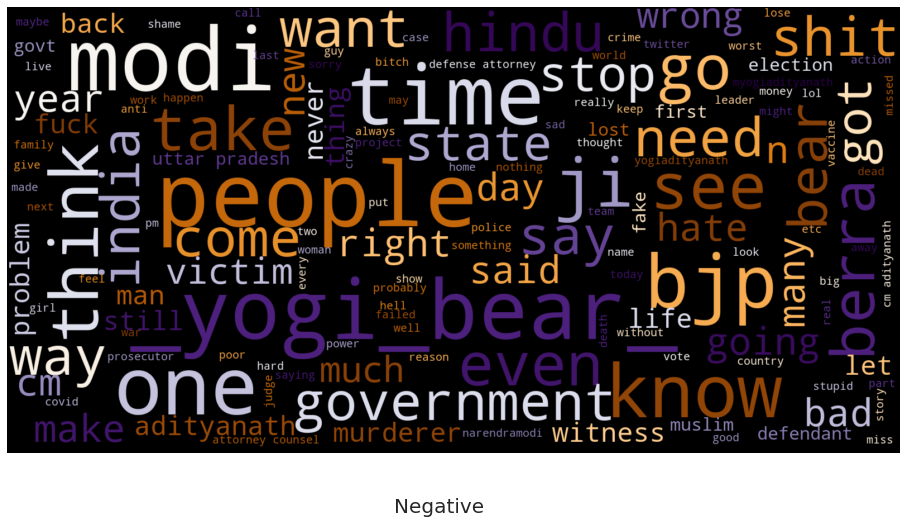 maybe
call
shame
back
want
hindu
wrong
lose
shit
govt
modi
last
case
crime
twitter
worst
live
sorry
guy
bitch
defense attorney
stop
go
world
election
action
year
new
never
thing
time
may
really
keep
leader
money
lol
myogiadityanath
might
missed
work
happen
anti
fuck
take
always
state
sad
first
lost
need
n
got
family
crazy
project
thought
vaccine
give
uttar pradesh
home
nothing
yogiadityanath
bear
dead
made
think
india
people
day
ji
see
next
put
team
fake
hate
pm
two
come
right
police
say
something
name
look
etc
problem
woman
every
victim
said
today
bjp
many
berra
away
cm adityanath
feel
show
big
girl
man
probably
__yogi_bear__
hell
life
real
still
failed
well
war
death
without
going
way
power
vote
prosecutor
poor
hard
much
reason
even
country
let
cm
saying
judge
one
know
stupid
part
covid
government
bad
story
make
adityanath
murderer
witness
muslim
defendant
attorney counsel
narendramodi
good
miss
Negative